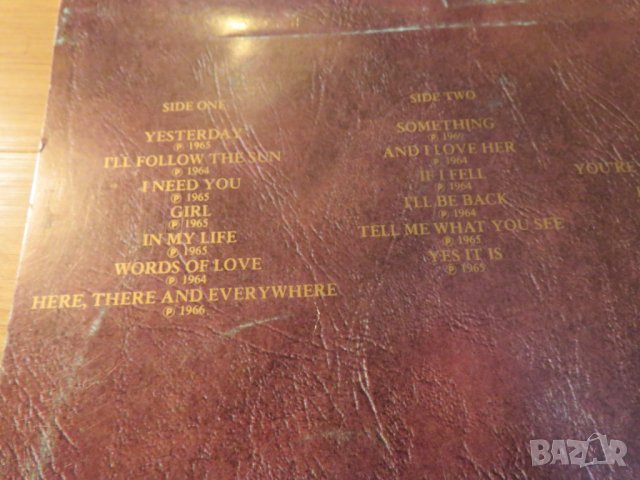 SIDE ONE
YESTERDAY
℗ 1965
I'LL FOLLOW THE SUN
℗ 1964
I NEED YOU
℗ 1965
GIRL
℗ 1965
IN MY LIFE
℗ 1965
WORDS OF LOVE
℗ 1964
HERE, THERE AND EVERYWHERE
℗ 1966
SIDE TWO
SOMETHING
℗ 1969
AND I LOVE HER
℗ 1964
IF I FELL
℗ 1964
I'LL BE BACK
℗ 1964
TELL ME WHAT YOU SEE
℗ 1965
YES IT IS
℗ 1965
YOU'RE
BAZAR.bg